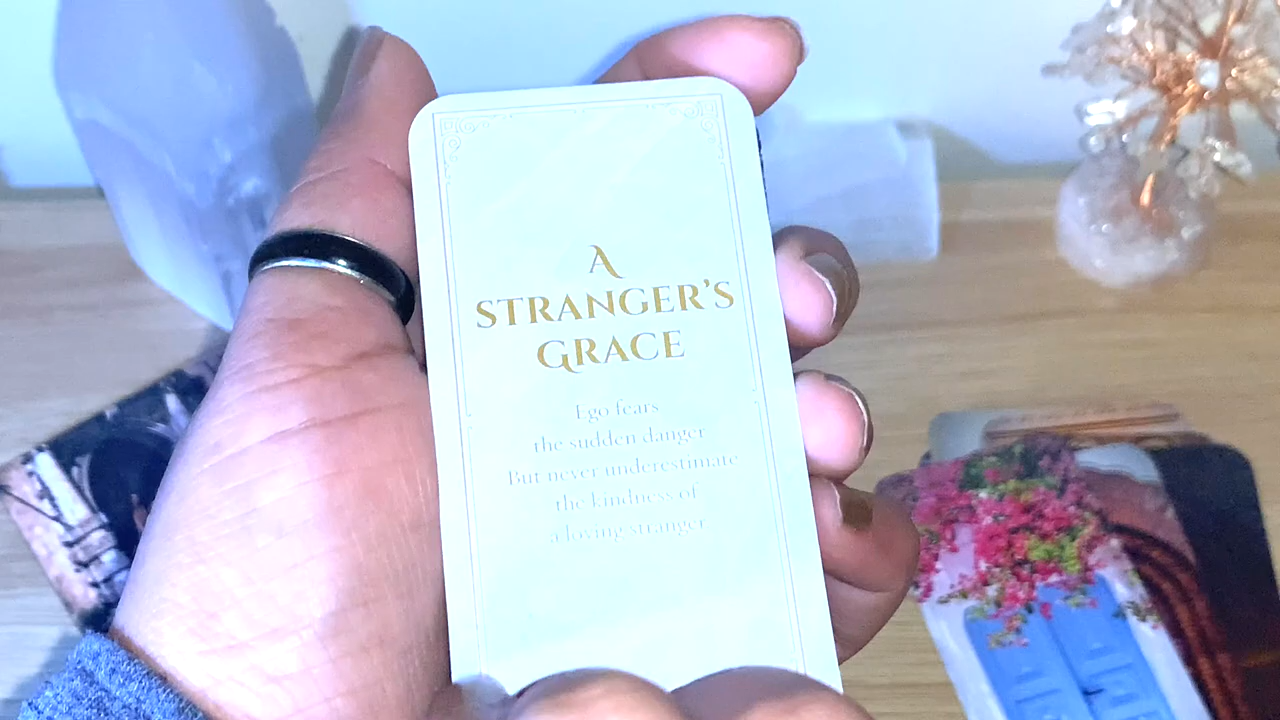 A
STRANGER'S
GRACE
Ego fears
the sudden danger
But never underestimate
the kindness of
a loving stranger